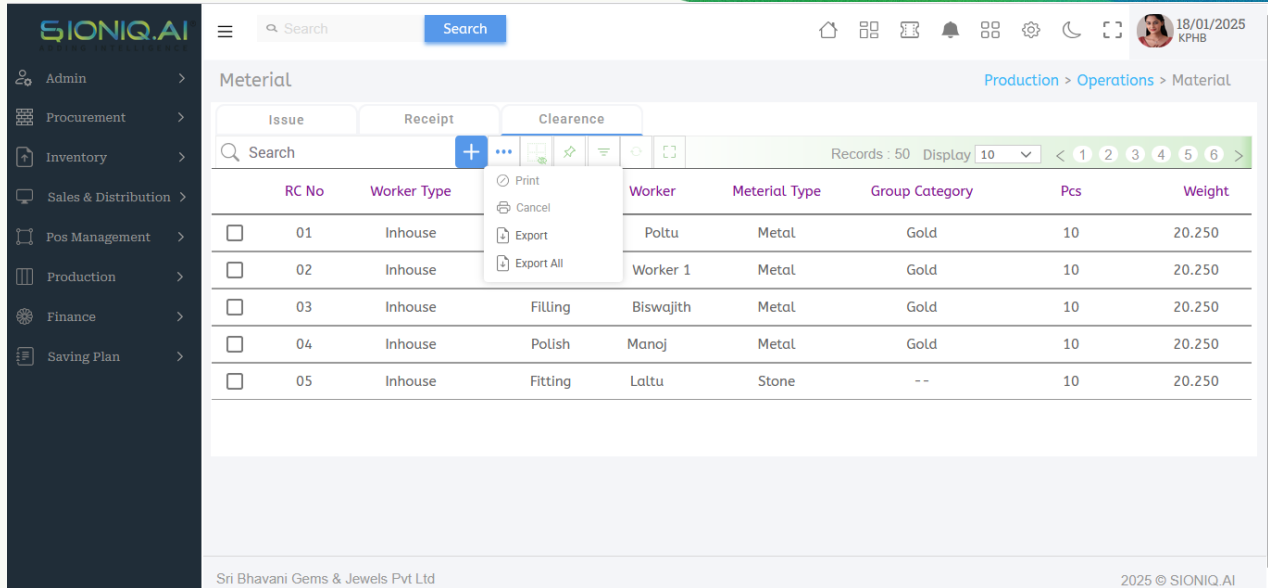 SIONIQ.AI
Search
Search
18/01/2025
KPHB
Admin
Procurement
Inventory
Sales & Distribution
Pos Management
Production
Finance
Saving Plan
Meterial
Production > Operations > Material
Issue Receipt Clearence
Search
Records : 50 Display 10 < 1 2 3 4 5 6 >
Print
Cancel
Export
Export All
RC No Worker Type Worker Meterial Type Group Category Pcs Weight
01 Inhouse Poltu Metal Gold 10 20.250
02 Inhouse Worker 1 Metal Gold 10 20.250
03 Inhouse Filling Biswajith Metal Gold 10 20.250
04 Inhouse Polish Manoj Metal Gold 10 20.250
05 Inhouse Fitting Laltu Stone -- 10 20.250
Sri Bhavani Gems & Jewels Pvt Ltd
2025 © SIONIQ.AI